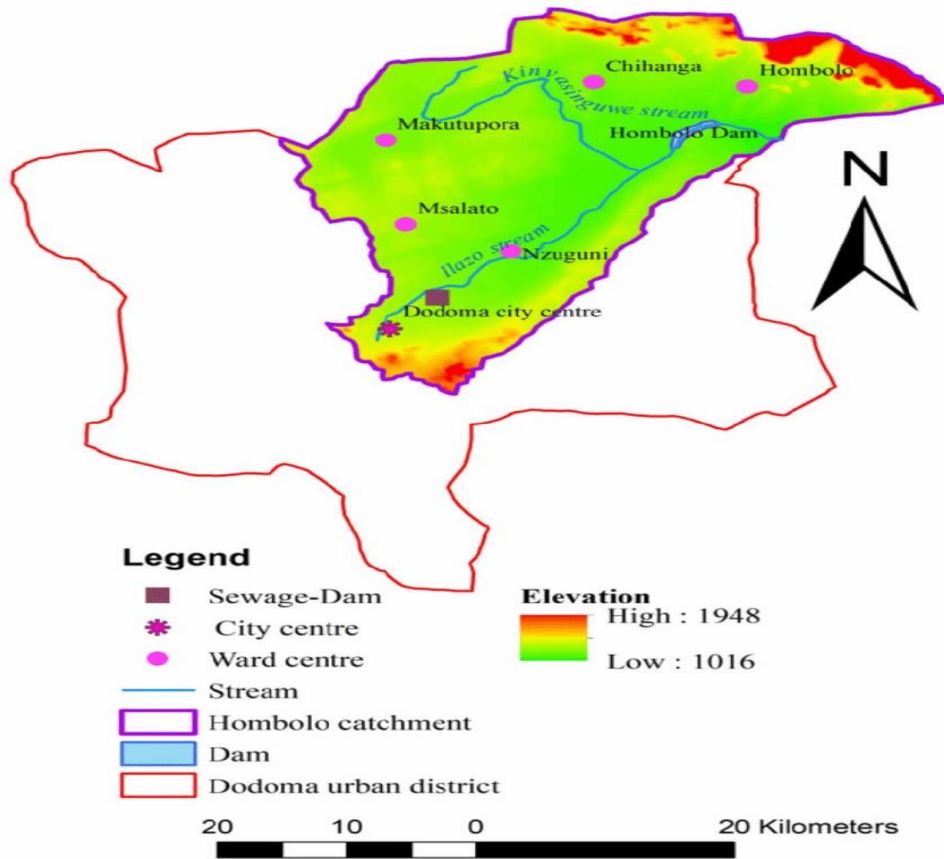 Chihanga
Hombolo
Kinyasinguwe stream
Makutupora
Hombolo Dam
N
Msalato
Ilazo stream
Nzuguni
Dodoma city centre
Legend
Sewage-Dam
City centre
Ward centre
Stream
Hombolo catchment
Dam
Dodoma urban district
Elevation
High : 1948
Low : 1016
20 10 0 20 Kilometers